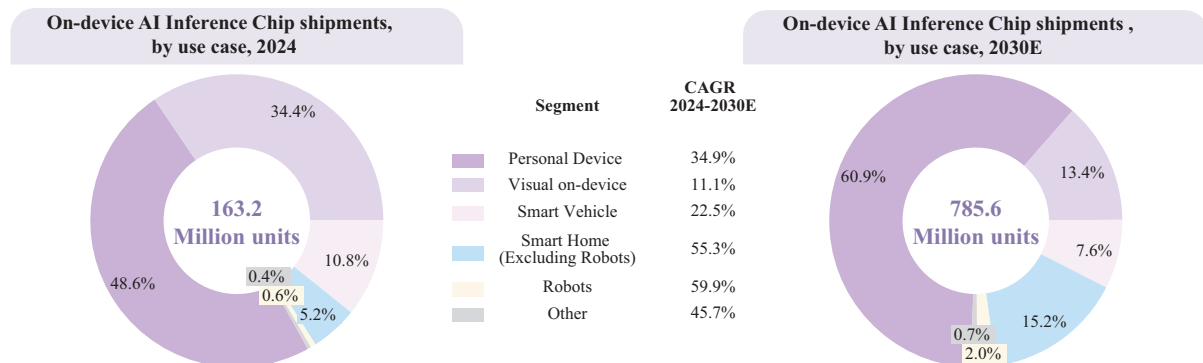 On-device AI Inference Chip shipments,
by use case, 2024
On-device AI Inference Chip shipments ,
by use case, 2030E
34.4%
10.8%
5.2%
0.6%
0.4%
48.6%
163.2
Million units
Segment
CAGR
2024-2030E
Personal Device 34.9%
Visual on-device 11.1%
Smart Vehicle 22.5%
Smart Home
(Excluding Robots) 55.3%
Robots 59.9%
Other 45.7%
60.9%
13.4%
7.6%
15.2%
0.7%
2.0%
785.6
Million units